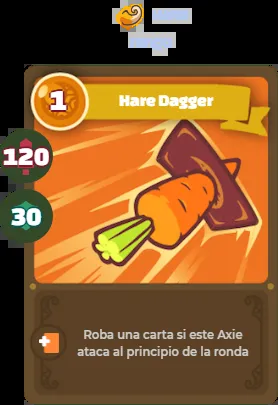 1
Hare Dagger
120
30
Roba una carta si este Axie
ataca al principio de la ronda